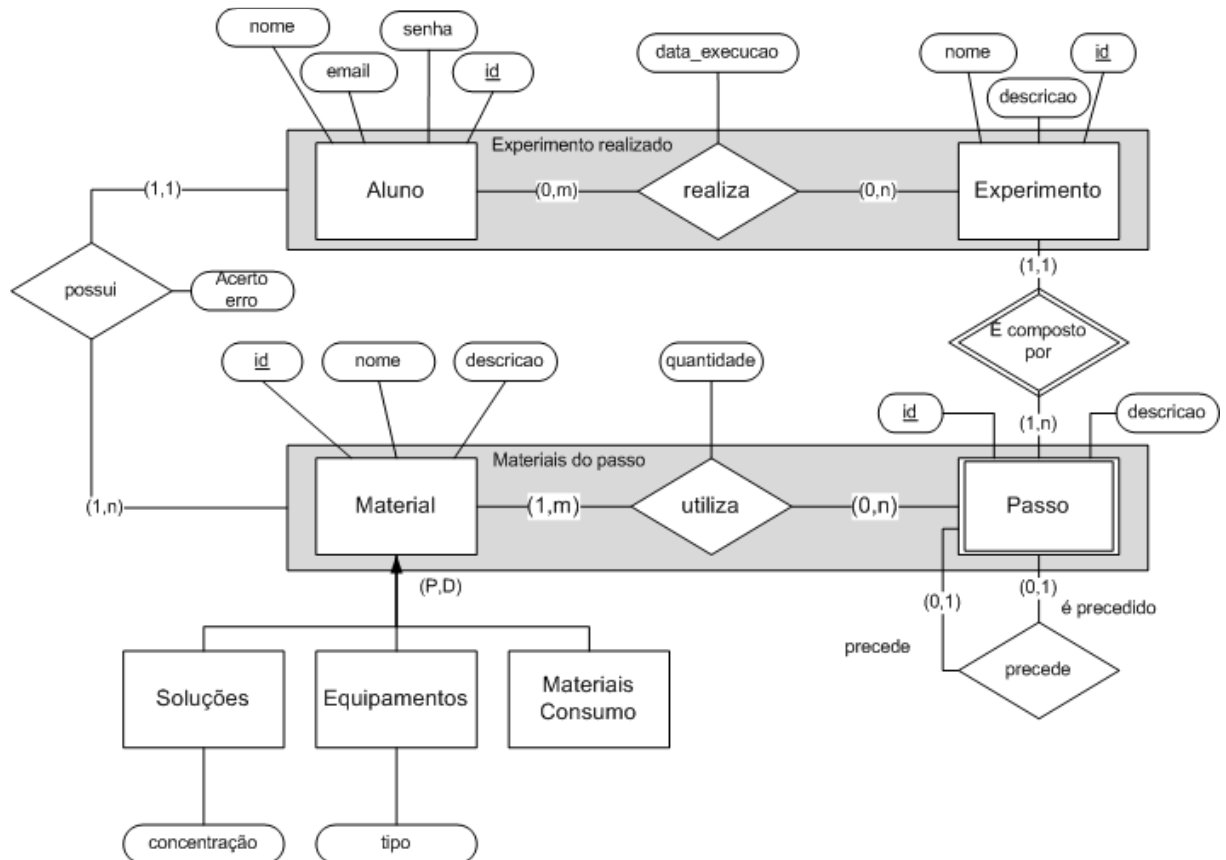 nome
senha
data_execucao
nome
id
email
id
descricao
Experimento realizado
Aluno
(0,m)
realiza
(0,n)
Experimento
(1,1)
(1,1)
possui
Acerto
erro
É composto
por
id
nome
descricao
quantidade
id
descricao
(1,n)
Materiais do passo
Material
(1,m)
utiliza
(0,n)
Passo
(1,n)
(P,D)
(0,1)
(0,1)
é precedido
precede
precede
Soluções
Equipamentos
Materiais
Consumo
concentração
tipo